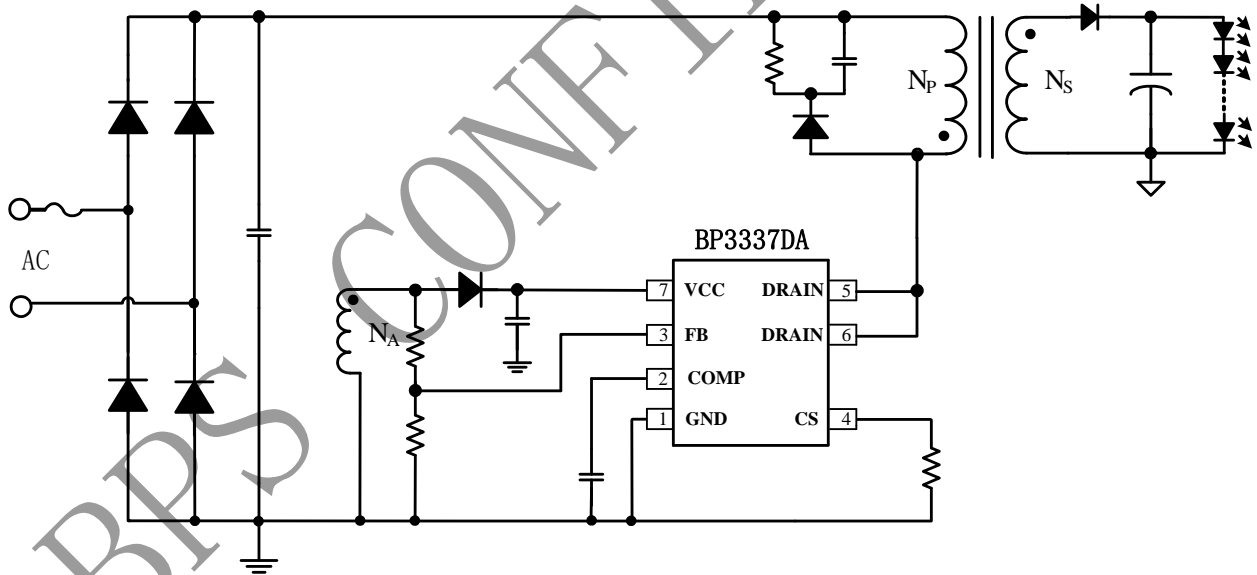 BPS CONFI
N_P
N_S
AC
BP3337DA
N_A
7 VCC DRAIN 5
3 FB DRAIN 6
2 COMP
1 GND CS 4